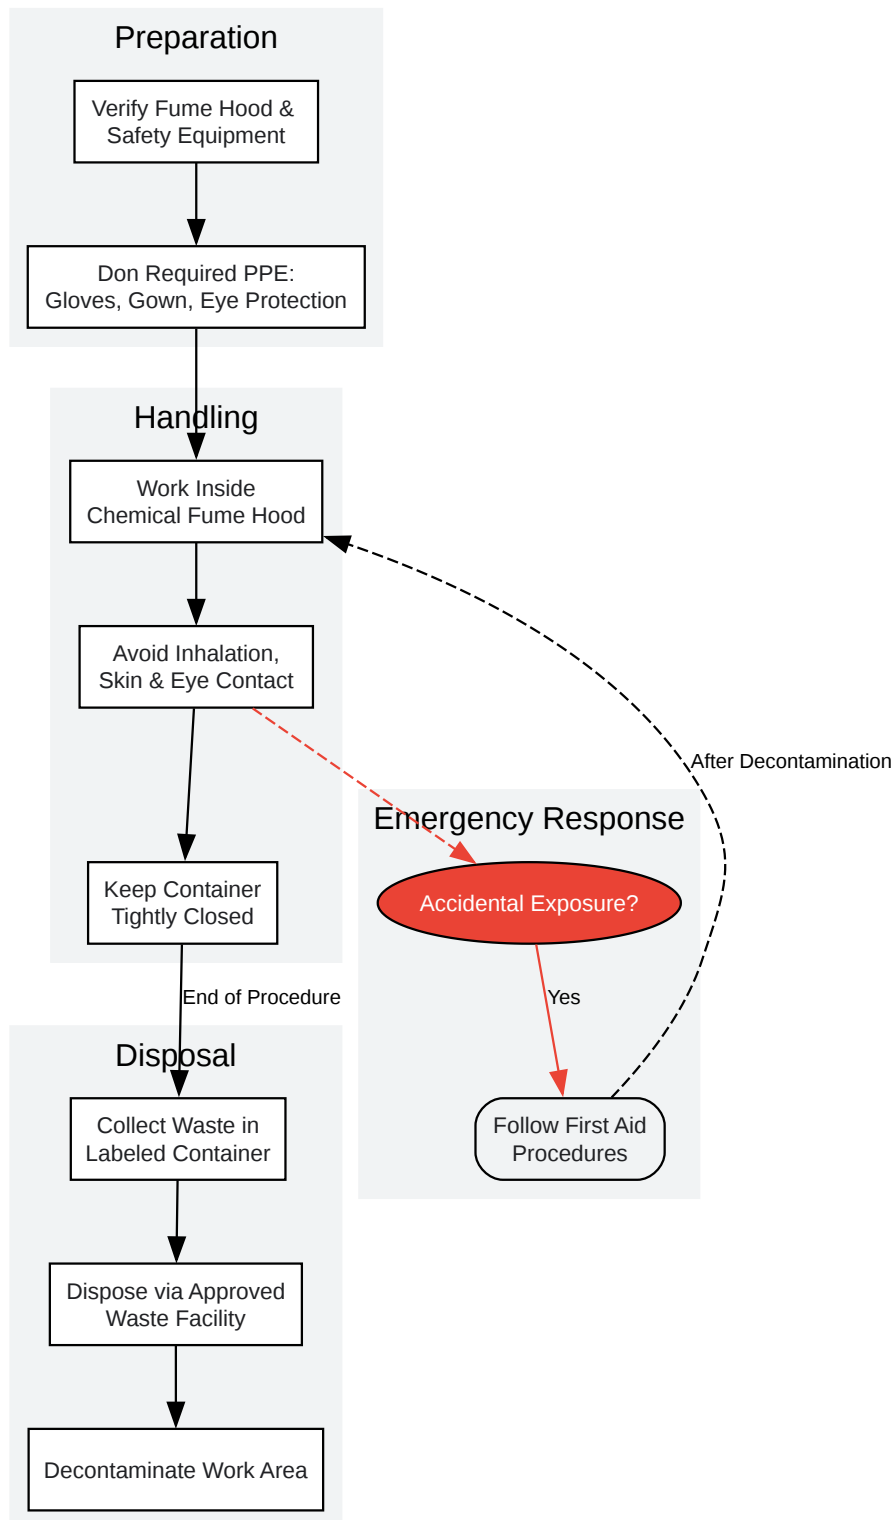 Preparation
Verify Fume Hood &
Safety Equipment
Don Required PPE:
Gloves, Gown, Eye Protection
Handling
Work Inside
Chemical Fume Hood
Avoid Inhalation,
Skin & Eye Contact
After Decontamination
Emergency Response
Accidental Exposure?
Keep Container
Tightly Closed
End of Procedure
Yes
Disposal
Collect Waste in
Labeled Container
Follow First Aid
Procedures
Dispose via Approved
Waste Facility
Decontaminate Work Area